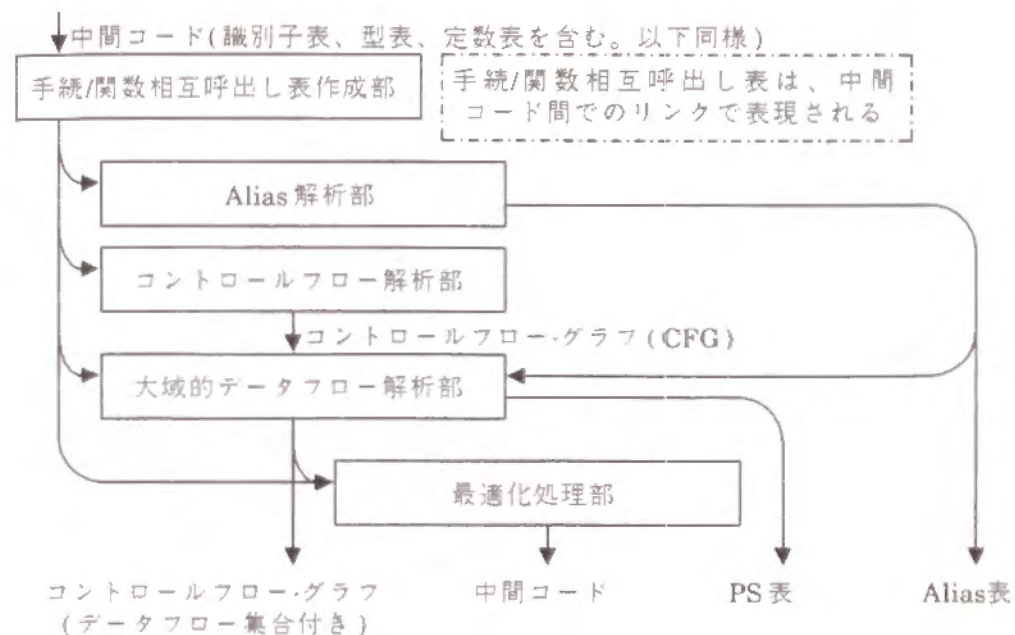 中間コード(識別子表、型表、定数表を含む。以下同様)
手続/関数相互呼出し表作成部
手続/関数相互呼出し表は、中間
コード間でのリンクで表現される
Alias解析部
コントロールフロー解析部
コントロールフロー・グラフ(CFG)
大域的データフロー解析部
最適化処理部
コントロールフロー・グラフ
(データフロー集合付き)
中間コード
PS表
Alias表